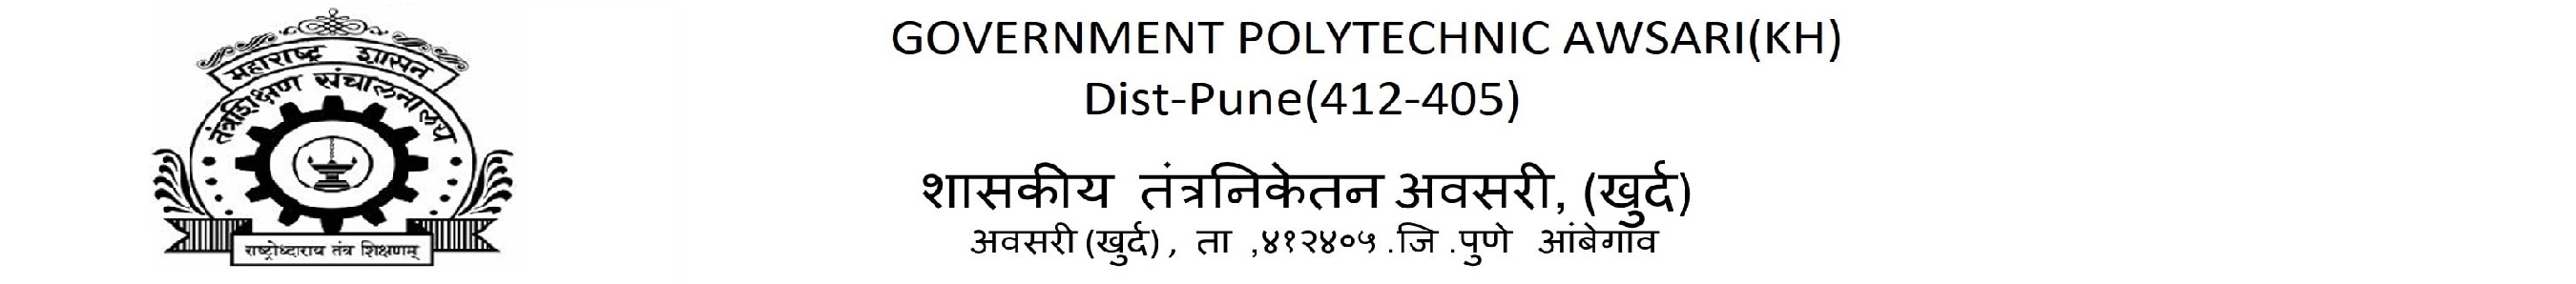 महाराष्ट्र शासन
तंत्रशिक्षण संचालनालय
राष्ट्रोध्दाराय तंत्र शिक्षणम्
GOVERNMENT POLYTECHNIC AWSARI(KH)
Dist-Pune(412-405)
शासकीय तंत्रनिकेतन अवसरी, (खुर्द)
अवसरी (खुर्द) , ता ,४१२४०५ .जि .पुणे आंबेगाव